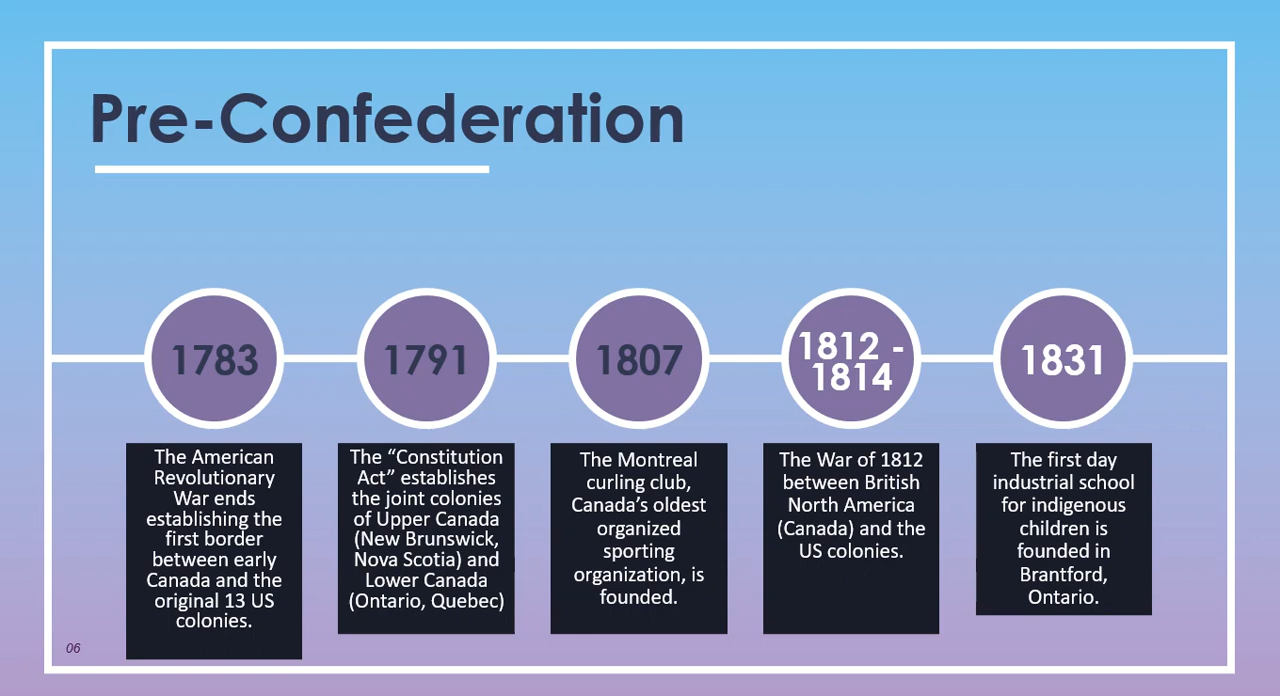 Pre-Confederation
1783
1791
1807
1812 -
1814
1831
The American
Revolutionary
War ends
establishing the
first border
between early
Canada and the
original 13 US
colonies.
The “Constitution
Act” establishes
the joint colonies
of Upper Canada
(New Brunswick,
Nova Scotia) and
Lower Canada
(Ontario, Quebec)
The Montreal
curling club,
Canada’s oldest
organized
sporting
organization, is
founded.
The War of 1812
between British
North America
(Canada) and the
US colonies.
The first day
industrial school
for indigenous
children is
founded in
Brantford,
Ontario.
06